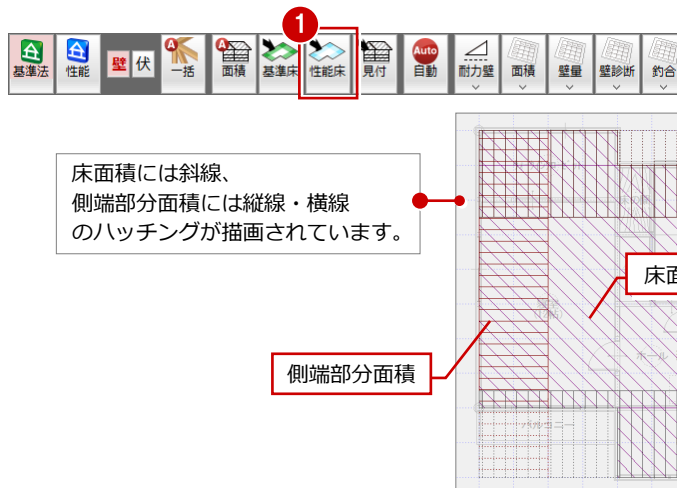 1
基準法
性能
壁
伏
A
一括
A
面積
基準床
性能床
見付
Auto
自動
耐力壁
面積
壁量
壁診断
釣合
床面積には斜線、
側端部分面積には縦線・横線
のハッチングが描画されています。
床面
側端部分面積
ホール
バルコニー